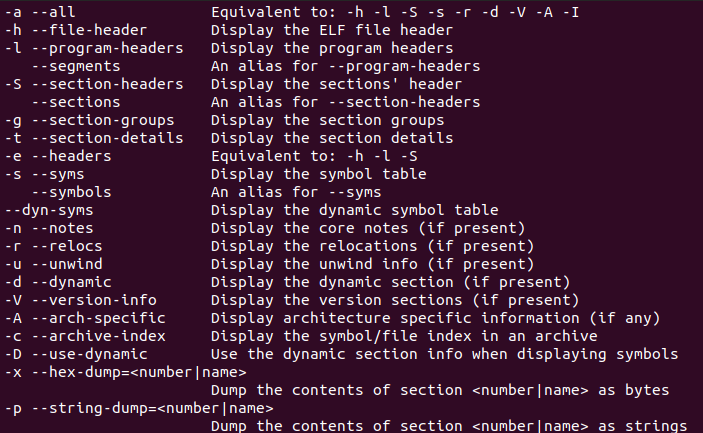 -a --all               Equivalent to: -h -l -S -s -r -d -V -A -I
-h --file-header       Display the ELF file header
-l --program-headers   Display the program headers
   --segments          An alias for --program-headers
-S --section-headers   Display the sections' header
   --sections          An alias for --section-headers
-g --section-groups    Display the section groups
-t --section-details   Display the section details
-e --headers           Equivalent to: -h -l -S
-s --syms              Display the symbol table
   --symbols           An alias for --syms
--dyn-syms             Display the dynamic symbol table
-n --notes             Display the core notes (if present)
-r --relocs            Display the relocations (if present)
-u --unwind            Display the unwind info (if present)
-d --dynamic           Display the dynamic section (if present)
-V --version-info      Display the version sections (if present)
-A --arch-specific     Display architecture specific information (if any)
-c --archive-index     Display the symbol/file index in an archive
-D --use-dynamic       Use the dynamic section info when displaying symbols
-x --hex-dump=<number|name>
                       Dump the contents of section <number|name> as bytes
-p --string-dump=<number|name>
                       Dump the contents of section <number|name> as strings